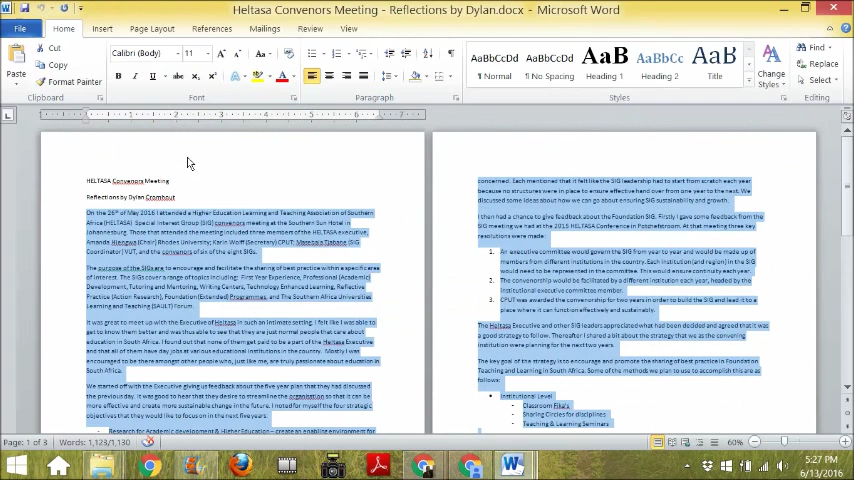 Heltasa Convenors Meeting - Reflections by Dylan.docx - Microsoft Word
File Home Insert Page Layout References Mailings Review View
Cut
Copy
Format Painter
Paste
Clipboard
Calibri (Body) 11
Font
Paragraph
AaBbCcDd AaBbCcDd AaB AaBbCc AaB
¶ Normal ¶ No Spacing Heading 1 Heading 2 Title
Styles
Change
Styles
Find
Replace
Select
Editing
1 2 3 4 5 6 7
HELTASA Convenors Meeting
Reflections by Dylan Cromhout
On the 26th of May 2016 I attended a Higher Education Learning and Teaching Association of Southern
Africa (HELTASA) Special Interest Group (SIG) convenors meeting at the Southern Sun Hotel in
Johannesburg. Those that attended the meeting included three members of the HELTASA executive,
Amanda Hlengwa (Chair) Rhodes University; Karin Wolff (Secretary) CPUT; Masebala Tjabane (SIG
Coordinator) VUT, and the convenors of six of the eight SIGs.
The purpose of the SIGs are to encourage and facilitate the sharing of best practice within a specific area
of interest. The SIGs cover a range of topics including: First Year Experience, Professional (Academic)
Development, Tutoring and Mentoring, Writing Centers, Technology Enhanced Learning, Reflective
Practice (Action Research), Foundation (Extended) Programmes, and The Southern Africa Universities
Learning and Teaching (SAULT) Forum.
It was great to meet up with the Executive of Heltasa in such an intimate setting. I felt like I was able to
get to know them better and was thus able to see that they are just normal people that care about
education in South Africa. I found out that none of them get paid to be a part of the Heltasa Executive
and that all of them have day jobs at various educational institutions in the country. Mostly I was
encouraged to be there amongst other people who, just like me, are truly passionate about education in
South Africa.
We started off with the Executive giving us feedback about the five year plan that they had discussed
the previous day. It was good to hear that they desire to streamline the organisation so that it can be
more effective and create more sustainable change in the future. I noted for myself the four strategic
objectives that they would like to focus on in the next five years.
- Research for Academic development & Higher Education – create an enabling environment for
concerned. Each mentioned that it felt like the SIG leadership had to start from scratch each year
because no structures were in place to ensure effective hand over from one year to the next. We
discussed some ideas about how we can go about ensuring SIG sustainability and growth.
I then had a chance to give feedback about the Foundation SIG. Firstly I gave some feedback from the
SIG meeting we had at the 2015 HELTASA Conference in Potchefstroom. At that meeting three key
resolutions were made:
1. An executive committee would govern the SIG from year to year and would be made up of
members from different institutions in the country. Each institution (and region) in the SIG
would need to be represented in the committee. This would ensure continuity each year.
2. The convenorship would be facilitated by a different institution each year, headed by the
institutional executive committee member.
3. CPUT was awarded the convenorship for two years in order to build the SIG and lead it to a
place where it can function effectively and sustainably.
The Heltasa Executive and other SIG leaders appreciated what had been decided and agreed that it was
a good strategy to follow. Thereafter I shared a bit about the strategy that we as the convening
institution were planning for the next two years.
The key goal of the strategy is to encourage and promote the sharing of best practice in Foundation
Teaching and Learning in South Africa. Some of the methods we plan to use to accomplish this are as
follows:
• Institutional Level
- Classroom Fika's
- Sharing Circles for disciplines
- Teaching & Learning Seminars
Page: 1 of 3 Words: 1,123/1,130 60%
5:27 PM
6/13/2016